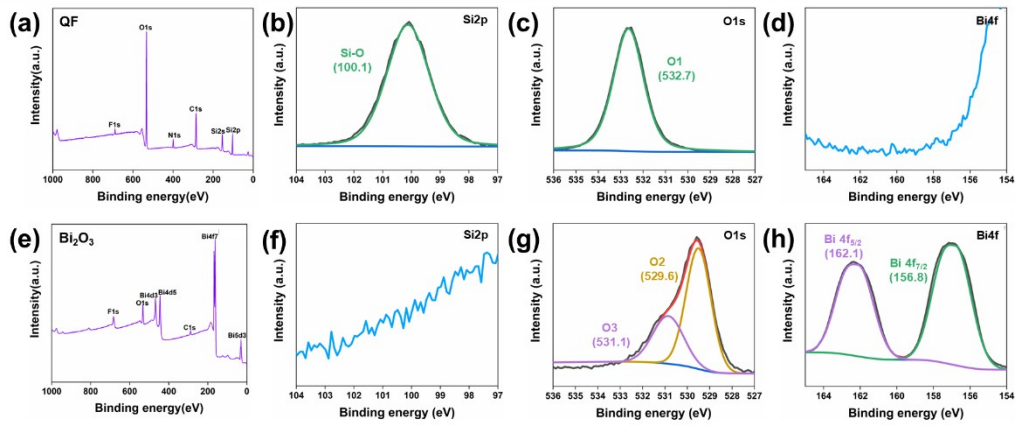 (a)
QF
O1s
F1s
N1s
C1s
Si2s
Si2p
Intensity(a.u.)
1000 800 600 400 200 0
Binding energy(eV)
(b)
Si2p
Si-O
(100.1)
Intensity (a.u.)
104 103 102 101 100 99 98 97
Binding energy(eV)
(c)
O1s
O1
(532.7)
Intensity (a.u.)
536 535 534 533 532 531 530 529 528 527
Binding energy(eV)
(d)
Bi4f
Intensity (a.u.)
164 162 160 158 156 154
Binding energy(eV)
(e)
Bi₂O₃
Bi4f7
Bi4d3
O1s
Bi4d5
F1s
C1s
Bi5d3
Intensity(a.u.)
1000 800 600 400 200 0
Binding energy(eV)
(f)
Si2p
Intensity (a.u.)
104 103 102 101 100 99 98 97
Binding energy(eV)
(g)
O1s
O2
(529.6)
O3
(531.1)
Intensity (a.u.)
536 535 534 533 532 531 530 529 528 527
Binding energy(eV)
(h)
Bi4f
Bi 4f5/2
(162.1)
Bi 4f7/2
(156.8)
Intensity (a.u.)
164 162 160 158 156 154
Binding energy(eV)